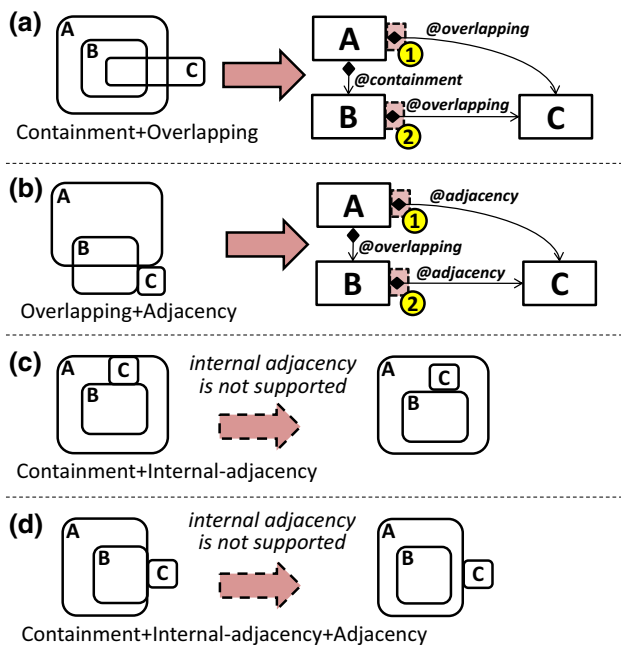 (a)
A
B
C
Containment+Overlapping
A
@overlapping
1
@containment
B
@overlapping
2
C
(b)
A
B
C
Overlapping+Adjacency
A
@adjacency
1
@overlapping
B
@adjacency
2
C
(c)
A
C
B
internal adjacency
is not supported
A
C
B
Containment+Internal-adjacency
(d)
A
B
C
internal adjacency
is not supported
A
B
C
Containment+Internal-adjacency+Adjacency